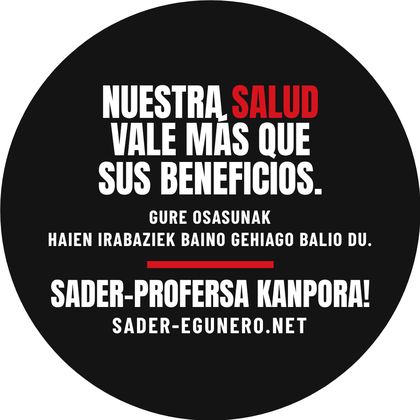 NUESTRA SALUD
VALE MÁS QUE
SUS BENEFICIOS.
GURE OSASUNAK
HAIEN IRABAZIEK BAINO GEHIAGO BALIO DU.
SADER-PROFERSA KANPORA!
SADER-EGUNERO.NET